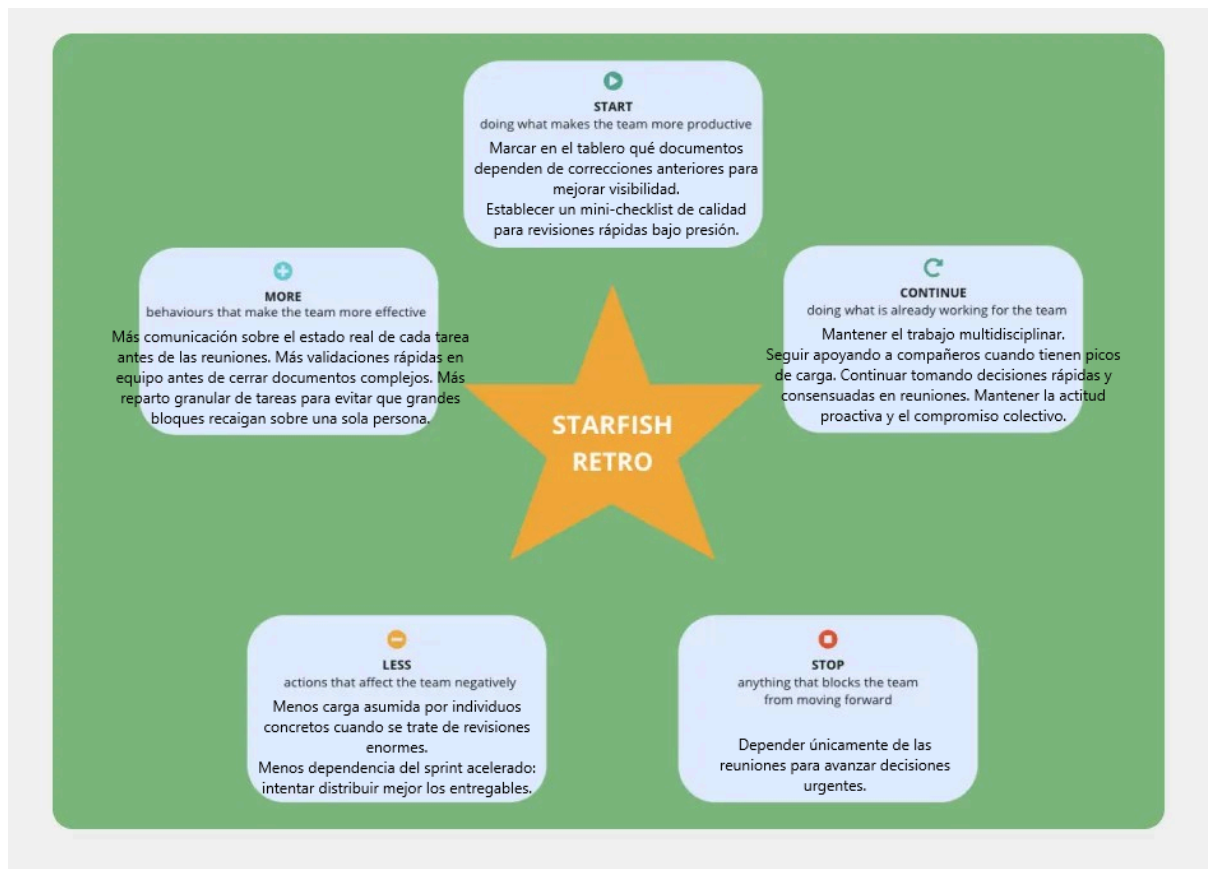 START
doing what makes the team more productive
Marcar en el tablero qué documentos
dependen de correcciones anteriores para
mejorar visibilidad.
Establecer un mini-checklist de calidad
para revisiones rápidas bajo presión.
MORE
behaviours that make the team more effective
Más comunicación sobre el estado real de cada tarea
antes de las reuniones. Más validaciones rápidas en
equipo antes de cerrar documentos complejos. Más
reparto granular de tareas para evitar que grandes
bloques recaigan sobre una sola persona.
CONTINUE
doing what is already working for the team
Mantener el trabajo multidisciplinar.
Seguir apoyando a compañeros cuando tienen picos
de carga. Continuar tomando decisiones rápidas y
consensuadas en reuniones. Mantener la actitud
proactiva y el compromiso colectivo.
STARFISH
RETRO
LESS
actions that affect the team negatively
Menos carga asumida por individuos
concretos cuando se trate de revisiones
enormes.
Menos dependencia del sprint acelerado:
intentar distribuir mejor los entregables.
STOP
anything that blocks the team
from moving forward
Depender únicamente de las
reuniones para avanzar decisiones
urgentes.